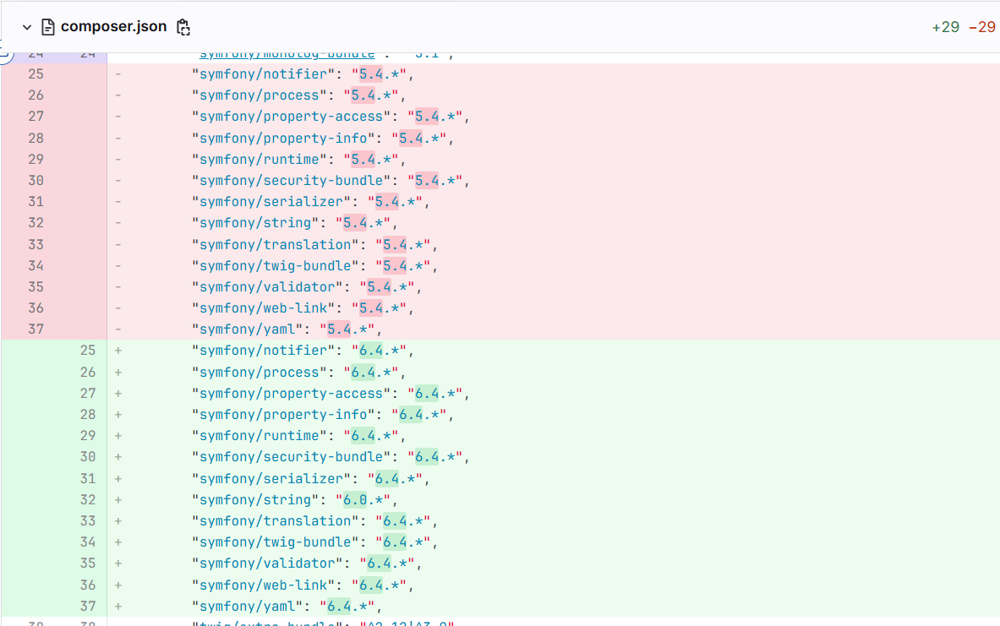 composer.json +29 −29
24 24 "symfony/monolog-bundle": "^3.1",
25 - "symfony/notifier": "5.4.*",
26 - "symfony/process": "5.4.*",
27 - "symfony/property-access": "5.4.*",
28 - "symfony/property-info": "5.4.*",
29 - "symfony/runtime": "5.4.*",
30 - "symfony/security-bundle": "5.4.*",
31 - "symfony/serializer": "5.4.*",
32 - "symfony/string": "5.4.*",
33 - "symfony/translation": "5.4.*",
34 - "symfony/twig-bundle": "5.4.*",
35 - "symfony/validator": "5.4.*",
36 - "symfony/web-link": "5.4.*",
37 - "symfony/yaml": "5.4.*",
25 + "symfony/notifier": "6.4.*",
26 + "symfony/process": "6.4.*",
27 + "symfony/property-access": "6.4.*",
28 + "symfony/property-info": "6.4.*",
29 + "symfony/runtime": "6.4.*",
30 + "symfony/security-bundle": "6.4.*",
31 + "symfony/serializer": "6.4.*",
32 + "symfony/string": "6.0.*",
33 + "symfony/translation": "6.4.*",
34 + "symfony/twig-bundle": "6.4.*",
35 + "symfony/validator": "6.4.*",
36 + "symfony/web-link": "6.4.*",
37 + "symfony/yaml": "6.4.*",
38 38 "twig/extra-bundle": "^2.12|^3.0"